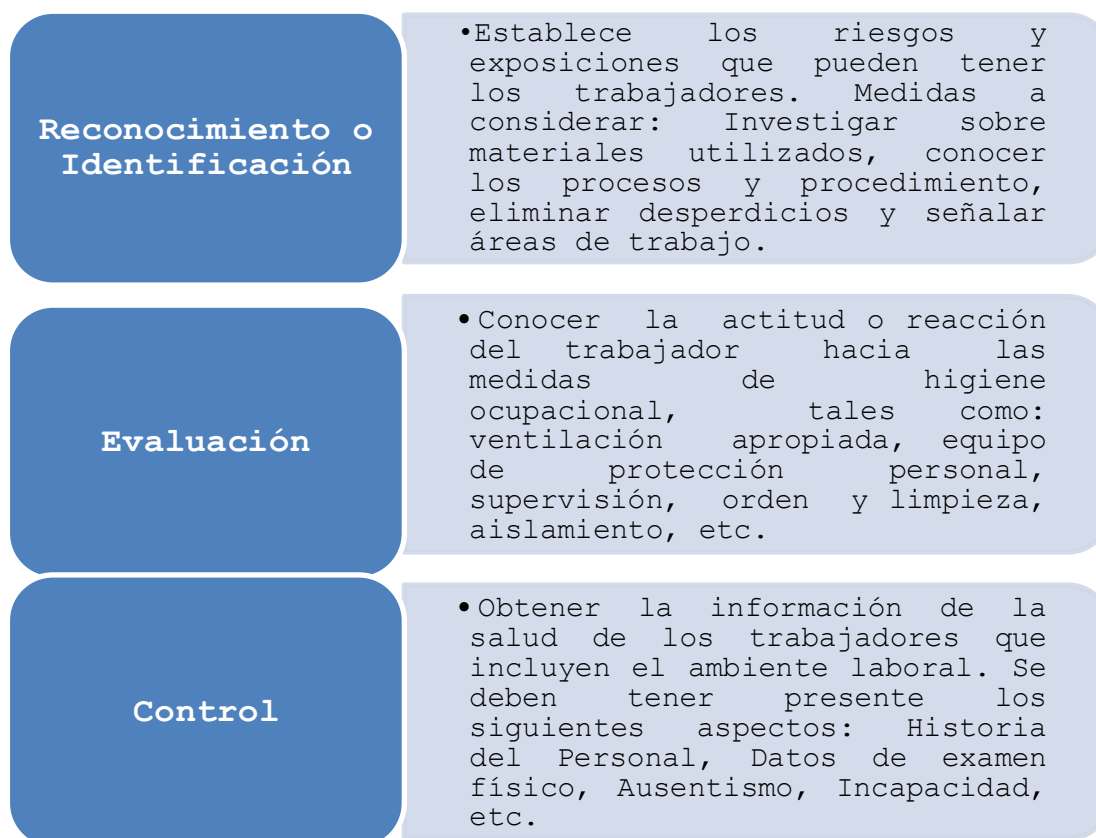 Reconocimiento o
Identificación
•Establece los riesgos y
exposiciones que pueden tener
los trabajadores. Medidas a
considerar: Investigar sobre
materiales utilizados, conocer
los procesos y procedimiento,
eliminar desperdicios y señalar
áreas de trabajo.
Evaluación
•Conocer la actitud o reacción
del trabajador hacia las
medidas de higiene
ocupacional, tales como:
ventilación apropiada, equipo
de protección personal,
supervisión, orden y limpieza,
aislamiento, etc.
Control
•Obtener la información de la
salud de los trabajadores que
incluyen el ambiente laboral. Se
deben tener presente los
siguientes aspectos: Historia
del Personal, Datos de examen
físico, Ausentismo, Incapacidad,
etc.